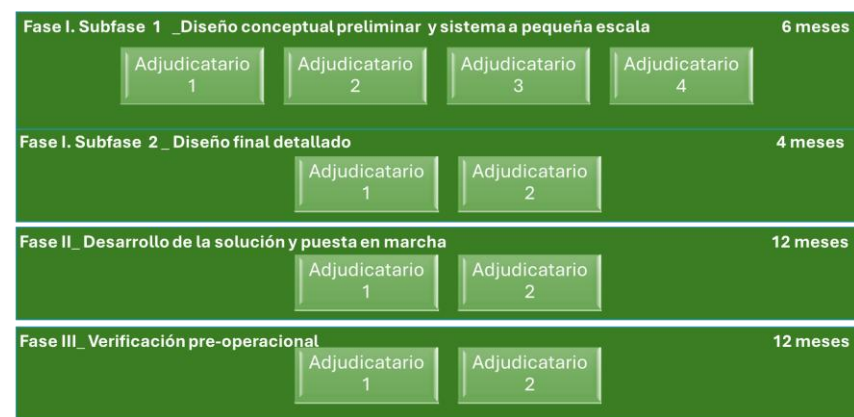 Fase I. Subfase 1 _Diseño conceptual preliminar y sistema a pequeña escala 6 meses
Adjudicatario Adjudicatario Adjudicatario Adjudicatario
1 2 3 4
Fase I. Subfase 2 _ Diseño final detallado 4 meses
Adjudicatario Adjudicatario
1 2
Fase II_ Desarrollo de la solución y puesta en marcha 12 meses
Adjudicatario Adjudicatario
1 2
Fase III_ Verificación pre-operacional 12 meses
Adjudicatario Adjudicatario
1 2